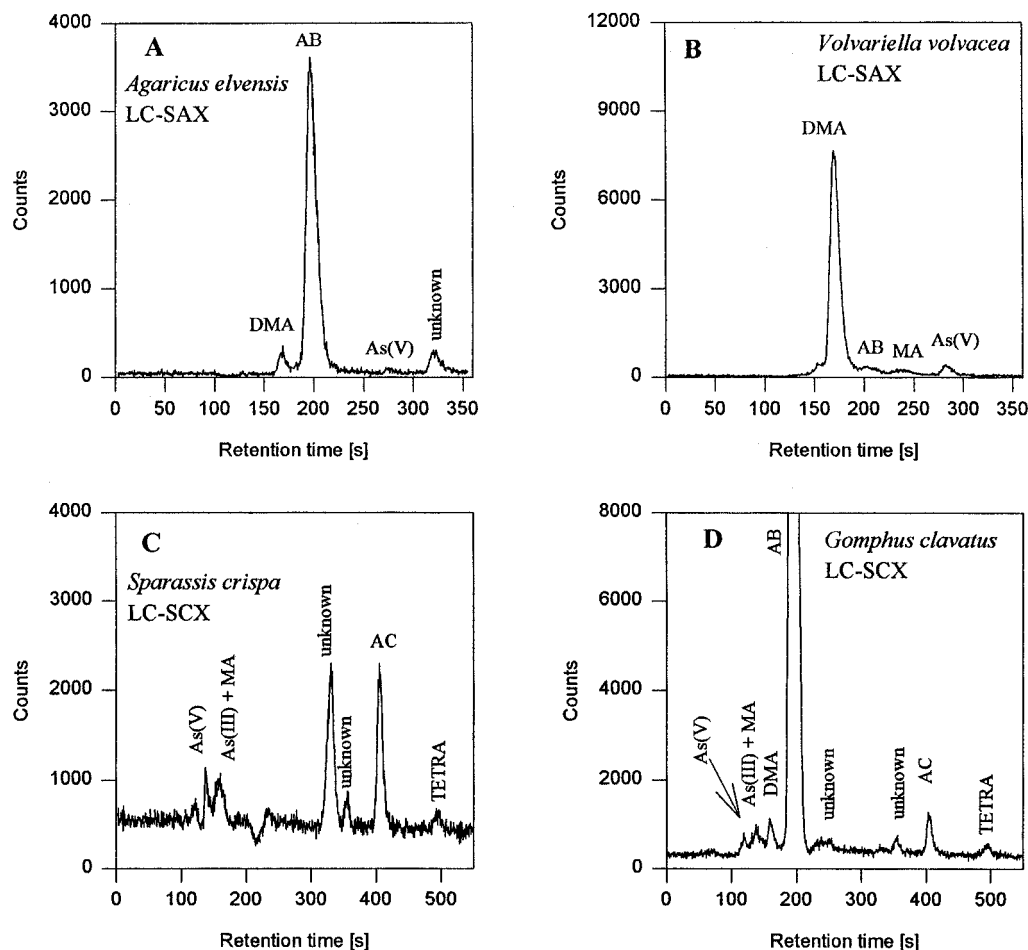 A
Agaricus elvensis
LC-SAX
AB
DMA
As(V)
unknown
Counts
4000
3000
2000
1000
0
0 50 100 150 200 250 300 350
Retention time [s]
B
Volvariella volvacea
LC-SAX
DMA
AB
MA
As(V)
Counts
12000
9000
6000
3000
0
0 50 100 150 200 250 300 350
Retention time [s]
C
Sparassis crispa
LC-SCX
As(V)
As(III) + MA
unknown
unknown
AC
TETRA
Counts
4000
3000
2000
1000
0
0 100 200 300 400 500
Retention time [s]
D
Gomphus clavatus
LC-SCX
As(V)
As(III) + MA
DMA
AB
unknown
unknown
AC
TETRA
Counts
8000
6000
4000
2000
0
0 100 200 300 400 500
Retention time [s]